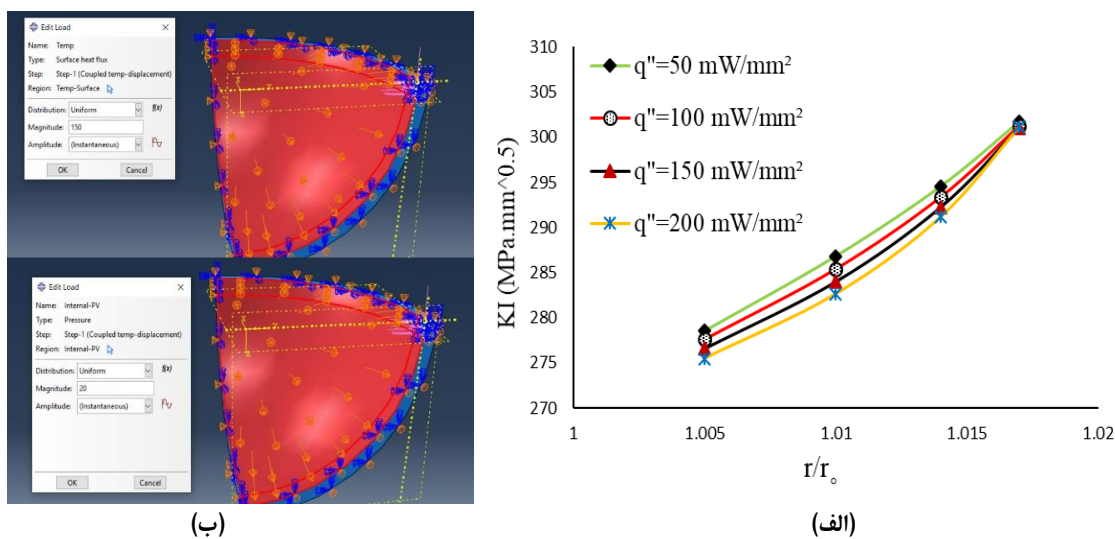 Edit Load
Name: Temp
Type: Surface heat flux
Step: Step-1 (Coupled temp-displacement)
Region: Temp-Surface
Distribution: Uniform f(x)
Magnitude: 150
Amplitude: (Instantaneous)
OK Cancel
Edit Load
Name: Internal-PV
Type: Pressure
Step: Step-1 (Coupled temp-displacement)
Region: Internal-PV
Distribution: Uniform f(x)
Magnitude: 20
Amplitude: (Instantaneous)
OK Cancel
(ب)
KI (MPa.mm^0.5)
310
305
300
295
290
285
280
275
270
q"=50 mW/mm²
q"=100 mW/mm²
q"=150 mW/mm²
q"=200 mW/mm²
1 1.005 1.01 1.015 1.02
r/r°
(الف)